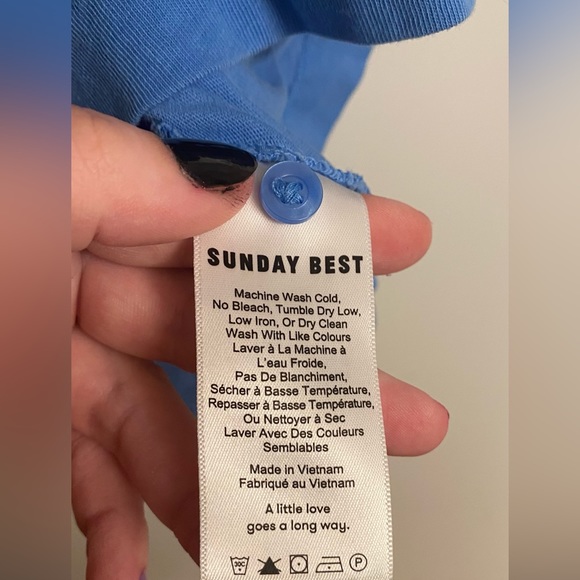 SUNDAY BEST
Machine Wash Cold,
No Bleach, Tumble Dry Low,
Low Iron, Or Dry Clean
Wash With Like Colours
Laver à La Machine à
L'eau Froide,
Pas De Blanchiment,
Sécher à Basse Température,
Repasser à Basse Température,
Ou Nettoyer à Sec
Laver Avec Des Couleurs
Semblables
Made in Vietnam
Fabriqué au Vietnam
A little love
goes a long way.
30C P